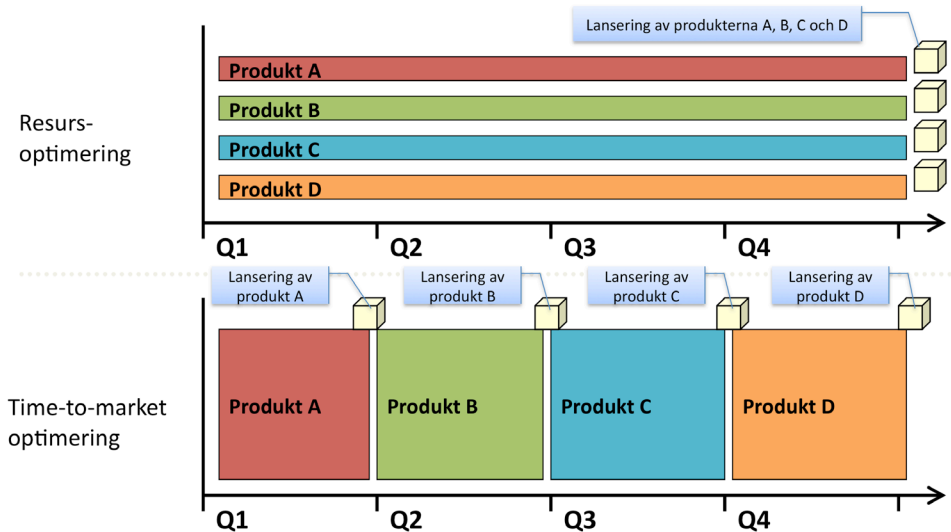 Lansering av produkterna A, B, C och D
Produkt A
Produkt B
Produkt C
Produkt D
Resurs-
optimering
Q1
Q2
Q3
Q4
Lansering av
produkt A
Lansering av
produkt B
Lansering av
produkt C
Lansering av
produkt D
Time-to-market
optimering
Produkt A
Produkt B
Produkt C
Produkt D
Q1
Q2
Q3
Q4